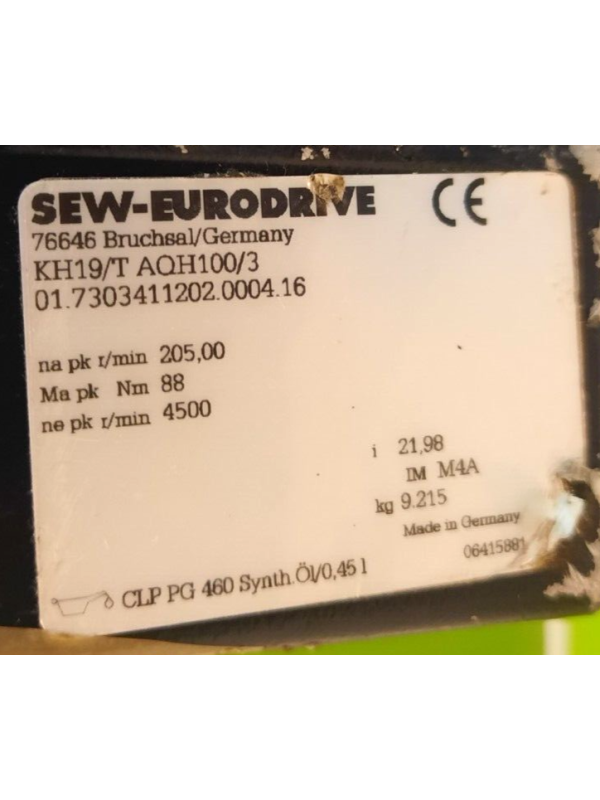 SEW-EURODRIVE CE
76646 Bruchsal/Germany
KH19/T AQH100/3
01.7303411202.0004.16
na pk r/min 205,00
Ma pk Nm 88
ne pk r/min 4500
i 21,98
IM M4A
kg 9.215
Made in Germany
06415881
CLP PG 460 Synth.Öl/0,45 l